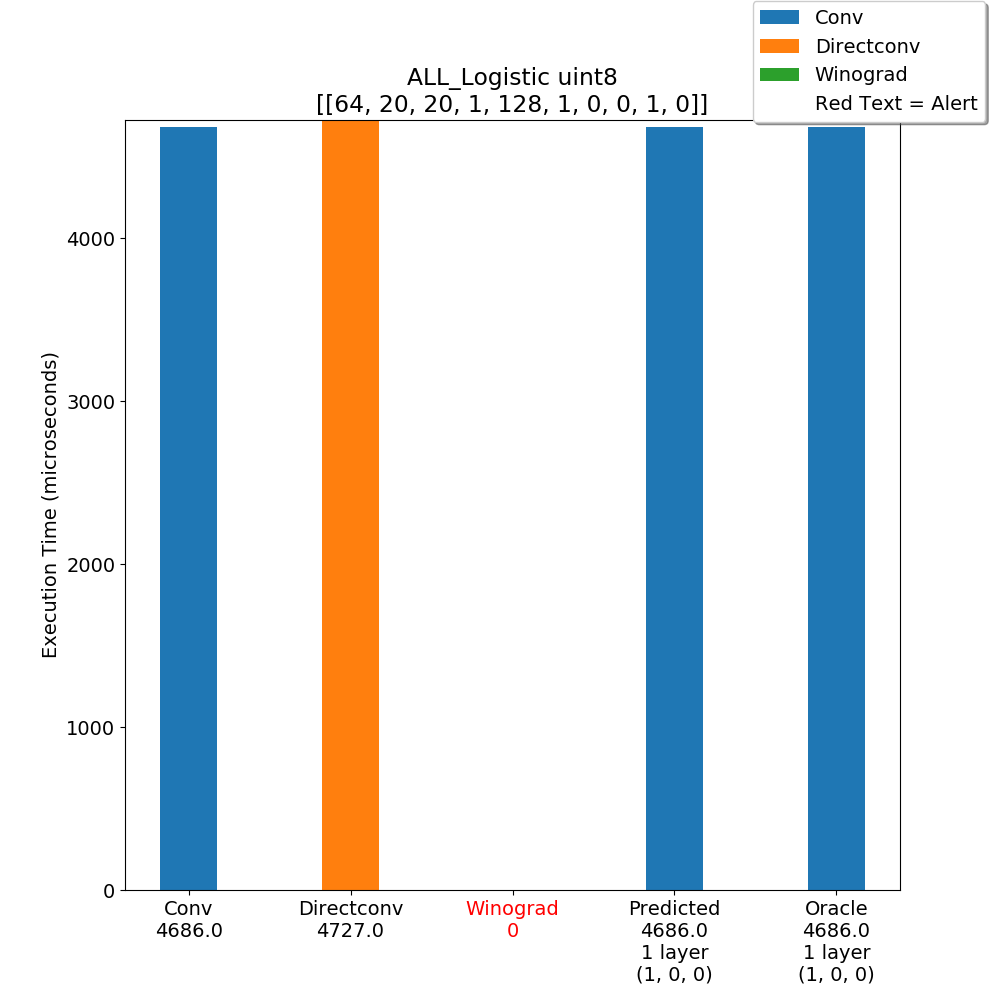 Conv
Directconv
Winograd
Red Text = Alert
ALL_Logistic uint8
[[64, 20, 20, 1, 128, 1, 0, 0, 1, 0]]
Execution Time (microseconds)
4000
3000
2000
1000
0
Conv
4686.0
Directconv
4727.0
Winograd
0
Predicted
4686.0
1 layer
(1, 0, 0)
Oracle
4686.0
1 layer
(1, 0, 0)